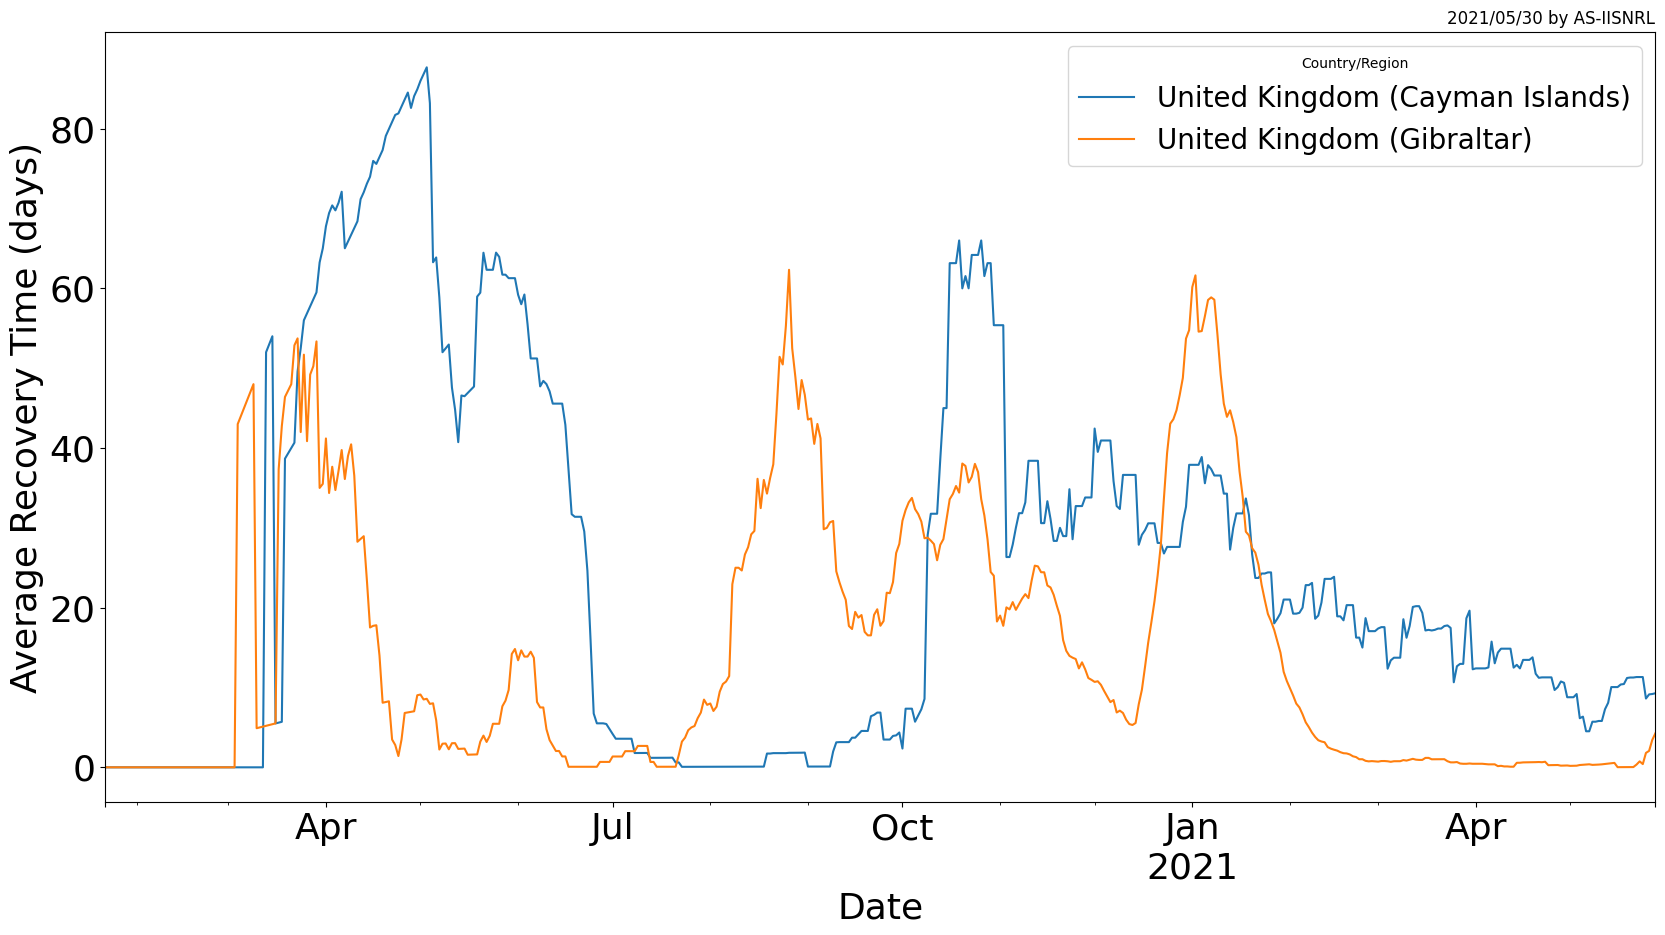 2021/05/30 by AS-IISNRL
Country/Region
United Kingdom (Cayman Islands)
United Kingdom (Gibraltar)
Average Recovery Time (days)
80
60
40
20
0
Apr
Jul
Oct
Jan
2021
Apr
Date